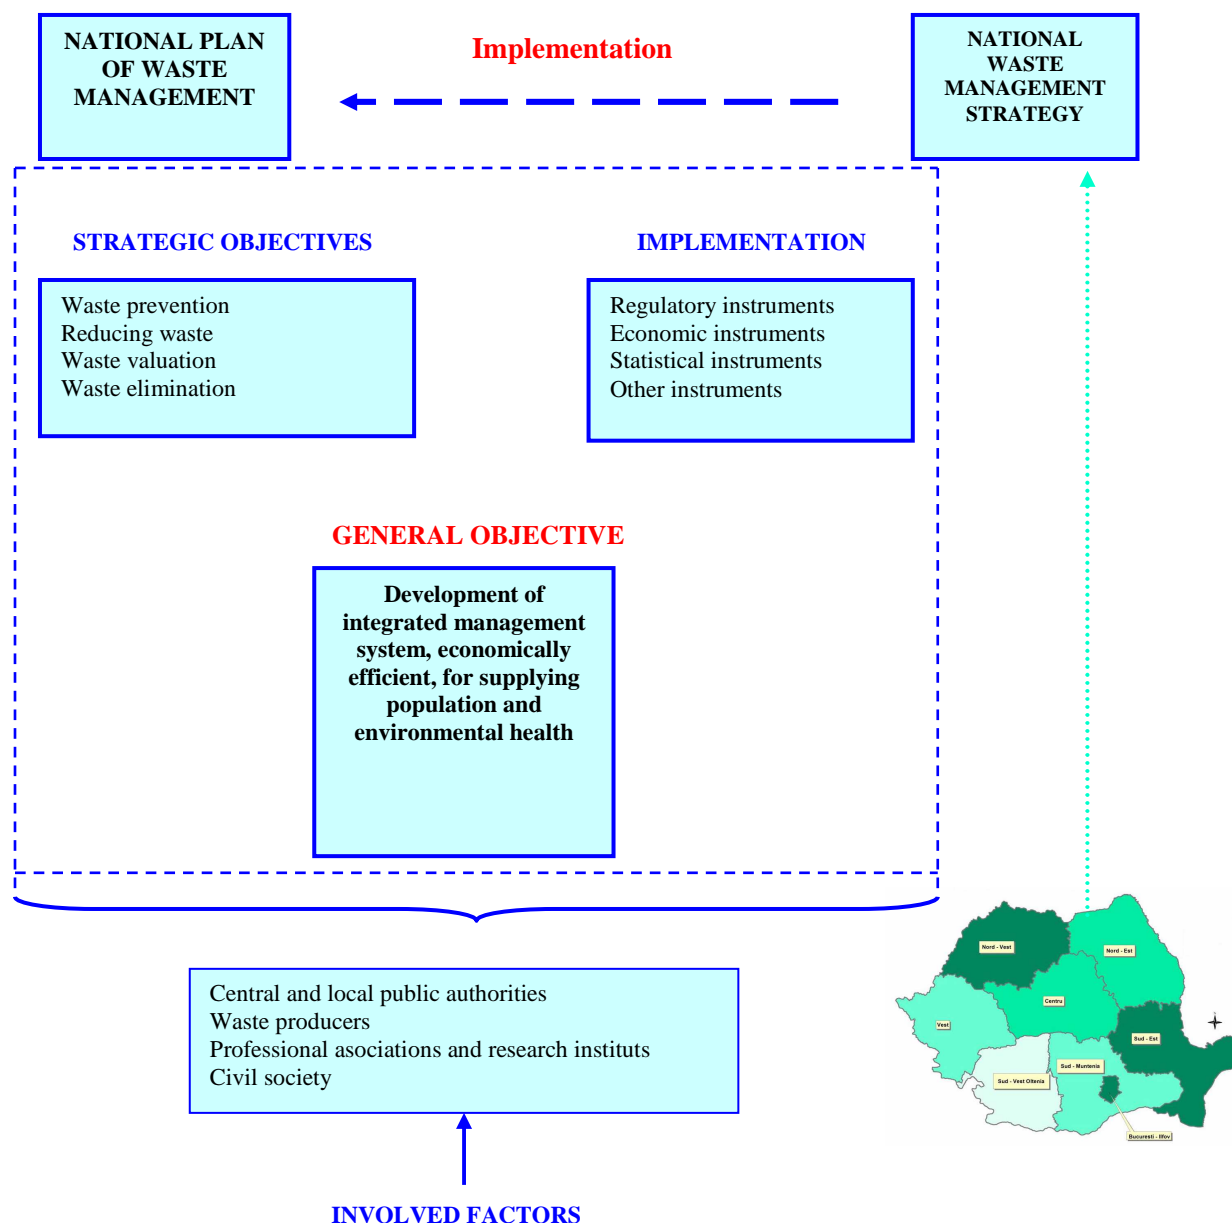 NATIONAL PLAN
OF WASTE
MANAGEMENT
Implementation
NATIONAL
WASTE
MANAGEMENT
STRATEGY
STRATEGIC OBJECTIVES
Waste prevention
Reducing waste
Waste valuation
Waste elimination
IMPLEMENTATION
Regulatory instruments
Economic instruments
Statistical instruments
Other instruments
GENERAL OBJECTIVE
Development of
integrated management
system, economically
efficient, for supplying
population and
environmental health
Central and local public authorities
Waste producers
Professional asociations and research instituts
Civil society
INVOLVED FACTORS
Nord - Vest
Nord - Est
Centru
Vest
Sud - Est
Sud - Muntenia
Sud - Vest Oltenia
Bucuresti - Ilfov